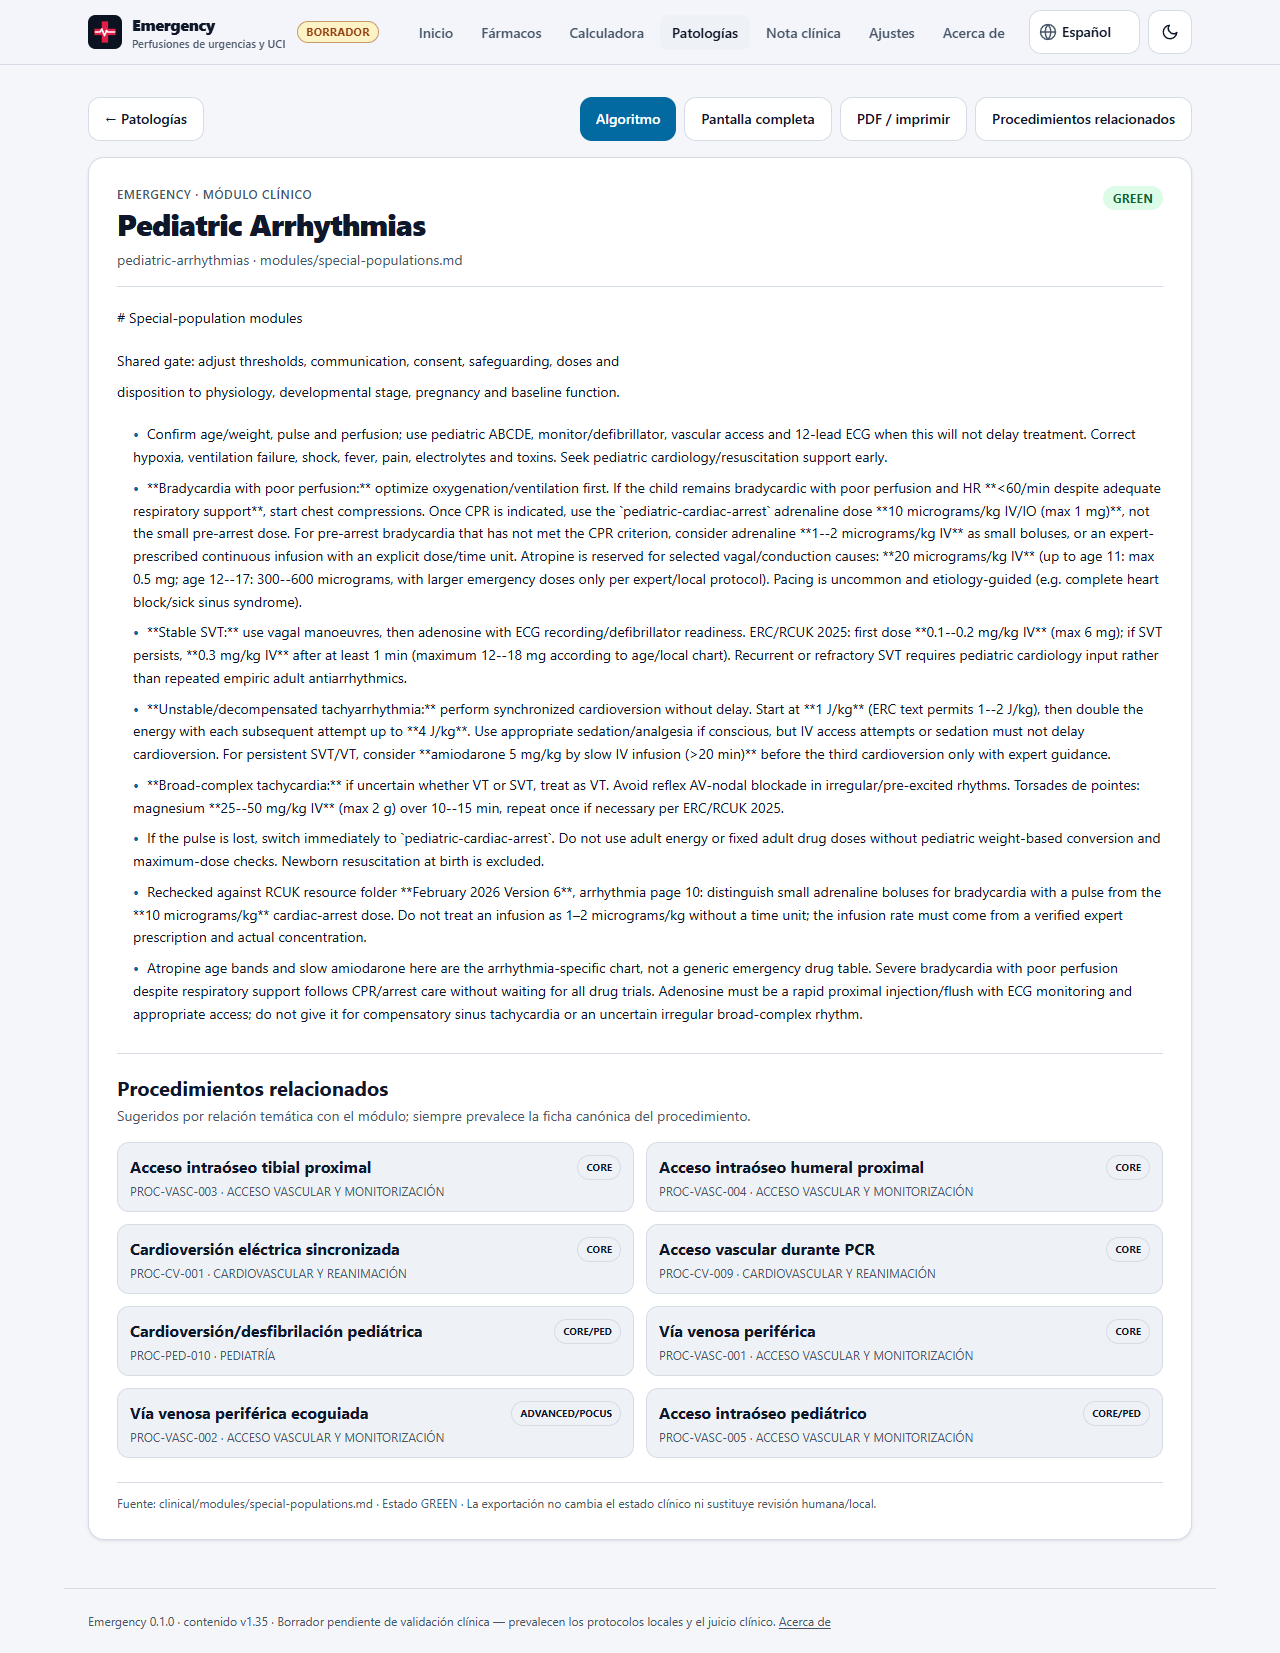 Emergency
Perfusiones de urgencias y UCI
BORRADOR
Inicio
Fármacos
Calculadora
Patologías
Nota clínica
Ajustes
Acerca de
Español
← Patologías
Algoritmo
Pantalla completa
PDF / imprimir
Procedimientos relacionados
EMERGENCY · MÓDULO CLÍNICO
GREEN
Pediatric Arrhythmias
pediatric-arrhythmias · modules/special-populations.md
# Special-population modules
Shared gate: adjust thresholds, communication, consent, safeguarding, doses and
disposition to physiology, developmental stage, pregnancy and baseline function.
• Confirm age/weight, pulse and perfusion; use pediatric ABCDE, monitor/defibrillator, vascular access and 12-lead ECG when this will not delay treatment. Correct
hypoxia, ventilation failure, shock, fever, pain, electrolytes and toxins. Seek pediatric cardiology/resuscitation support early.
• **Bradycardia with poor perfusion:** optimize oxygenation/ventilation first. If the child remains bradycardic with poor perfusion and HR **<60/min despite adequate
respiratory support**, start chest compressions. Once CPR is indicated, use the `pediatric-cardiac-arrest` adrenaline dose **10 micrograms/kg IV/IO (max 1 mg)**, not
the small pre-arrest dose. For pre-arrest bradycardia that has not met the CPR criterion, consider adrenaline **1--2 micrograms/kg IV** as small boluses, or an expert-
prescribed continuous infusion with an explicit dose/time unit. Atropine is reserved for selected vagal/conduction causes: **20 micrograms/kg IV** (up to age 11: max
0.5 mg; age 12--17: 300--600 micrograms, with larger emergency doses only per expert/local protocol). Pacing is uncommon and etiology-guided (e.g. complete heart
block/sick sinus syndrome).
• **Stable SVT:** use vagal manoeuvres, then adenosine with ECG recording/defibrillator readiness. ERC/RCUK 2025: first dose **0.1--0.2 mg/kg IV** (max 6 mg); if SVT
persists, **0.3 mg/kg IV** after at least 1 min (maximum 12--18 mg according to age/local chart). Recurrent or refractory SVT requires pediatric cardiology input rather
than repeated empiric adult antiarrhythmics.
• **Unstable/decompensated tachyarrhythmia:** perform synchronized cardioversion without delay. Start at **1 J/kg** (ERC text permits 1--2 J/kg), then double the
energy with each subsequent attempt up to **4 J/kg**. Use appropriate sedation/analgesia if conscious, but IV access attempts or sedation must not delay
cardioversion. For persistent SVT/VT, consider **amiodarone 5 mg/kg by slow IV infusion (>20 min)** before the third cardioversion only with expert guidance.
• **Broad-complex tachycardia:** if uncertain whether VT or SVT, treat as VT. Avoid reflex AV-nodal blockade in irregular/pre-excited rhythms. Torsades de pointes:
magnesium **25--50 mg/kg IV** (max 2 g) over 10--15 min, repeat once if necessary per ERC/RCUK 2025.
• If the pulse is lost, switch immediately to `pediatric-cardiac-arrest`. Do not use adult energy or fixed adult drug doses without pediatric weight-based conversion and
maximum-dose checks. Newborn resuscitation at birth is excluded.
• Rechecked against RCUK resource folder **February 2026 Version 6**, arrhythmia page 10: distinguish small adrenaline boluses for bradycardia with a pulse from the
**10 micrograms/kg** cardiac-arrest dose. Do not treat an infusion as 1–2 micrograms/kg without a time unit; the infusion rate must come from a verified expert
prescription and actual concentration.
• Atropine age bands and slow amiodarone here are the arrhythmia-specific chart, not a generic emergency drug table. Severe bradycardia with poor perfusion
despite respiratory support follows CPR/arrest care without waiting for all drug trials. Adenosine must be a rapid proximal injection/flush with ECG monitoring and
appropriate access; do not give it for compensatory sinus tachycardia or an uncertain irregular broad-complex rhythm.
Procedimientos relacionados
Sugeridos por relación temática con el módulo; siempre prevalece la ficha canónica del procedimiento.
Acceso intraóseo tibial proximal
CORE
PROC-VASC-003 · ACCESO VASCULAR Y MONITORIZACIÓN
Acceso intraóseo humeral proximal
CORE
PROC-VASC-004 · ACCESO VASCULAR Y MONITORIZACIÓN
Cardioversión eléctrica sincronizada
CORE
PROC-CV-001 · CARDIOVASCULAR Y REANIMACIÓN
Acceso vascular durante PCR
CORE
PROC-CV-009 · CARDIOVASCULAR Y REANIMACIÓN
Cardioversión/desfibrilación pediátrica
CORE/PED
PROC-PED-010 · PEDIATRÍA
Vía venosa periférica
CORE
PROC-VASC-001 · ACCESO VASCULAR Y MONITORIZACIÓN
Vía venosa periférica ecoguiada
ADVANCED/POCUS
PROC-VASC-002 · ACCESO VASCULAR Y MONITORIZACIÓN
Acceso intraóseo pediátrico
CORE/PED
PROC-VASC-005 · ACCESO VASCULAR Y MONITORIZACIÓN
Fuente: clinical/modules/special-populations.md · Estado GREEN · La exportación no cambia el estado clínico ni sustituye revisión humana/local.
Emergency 0.1.0 · contenido v1.35 · Borrador pendiente de validación clínica — prevalecen los protocolos locales y el juicio clínico. Acerca de